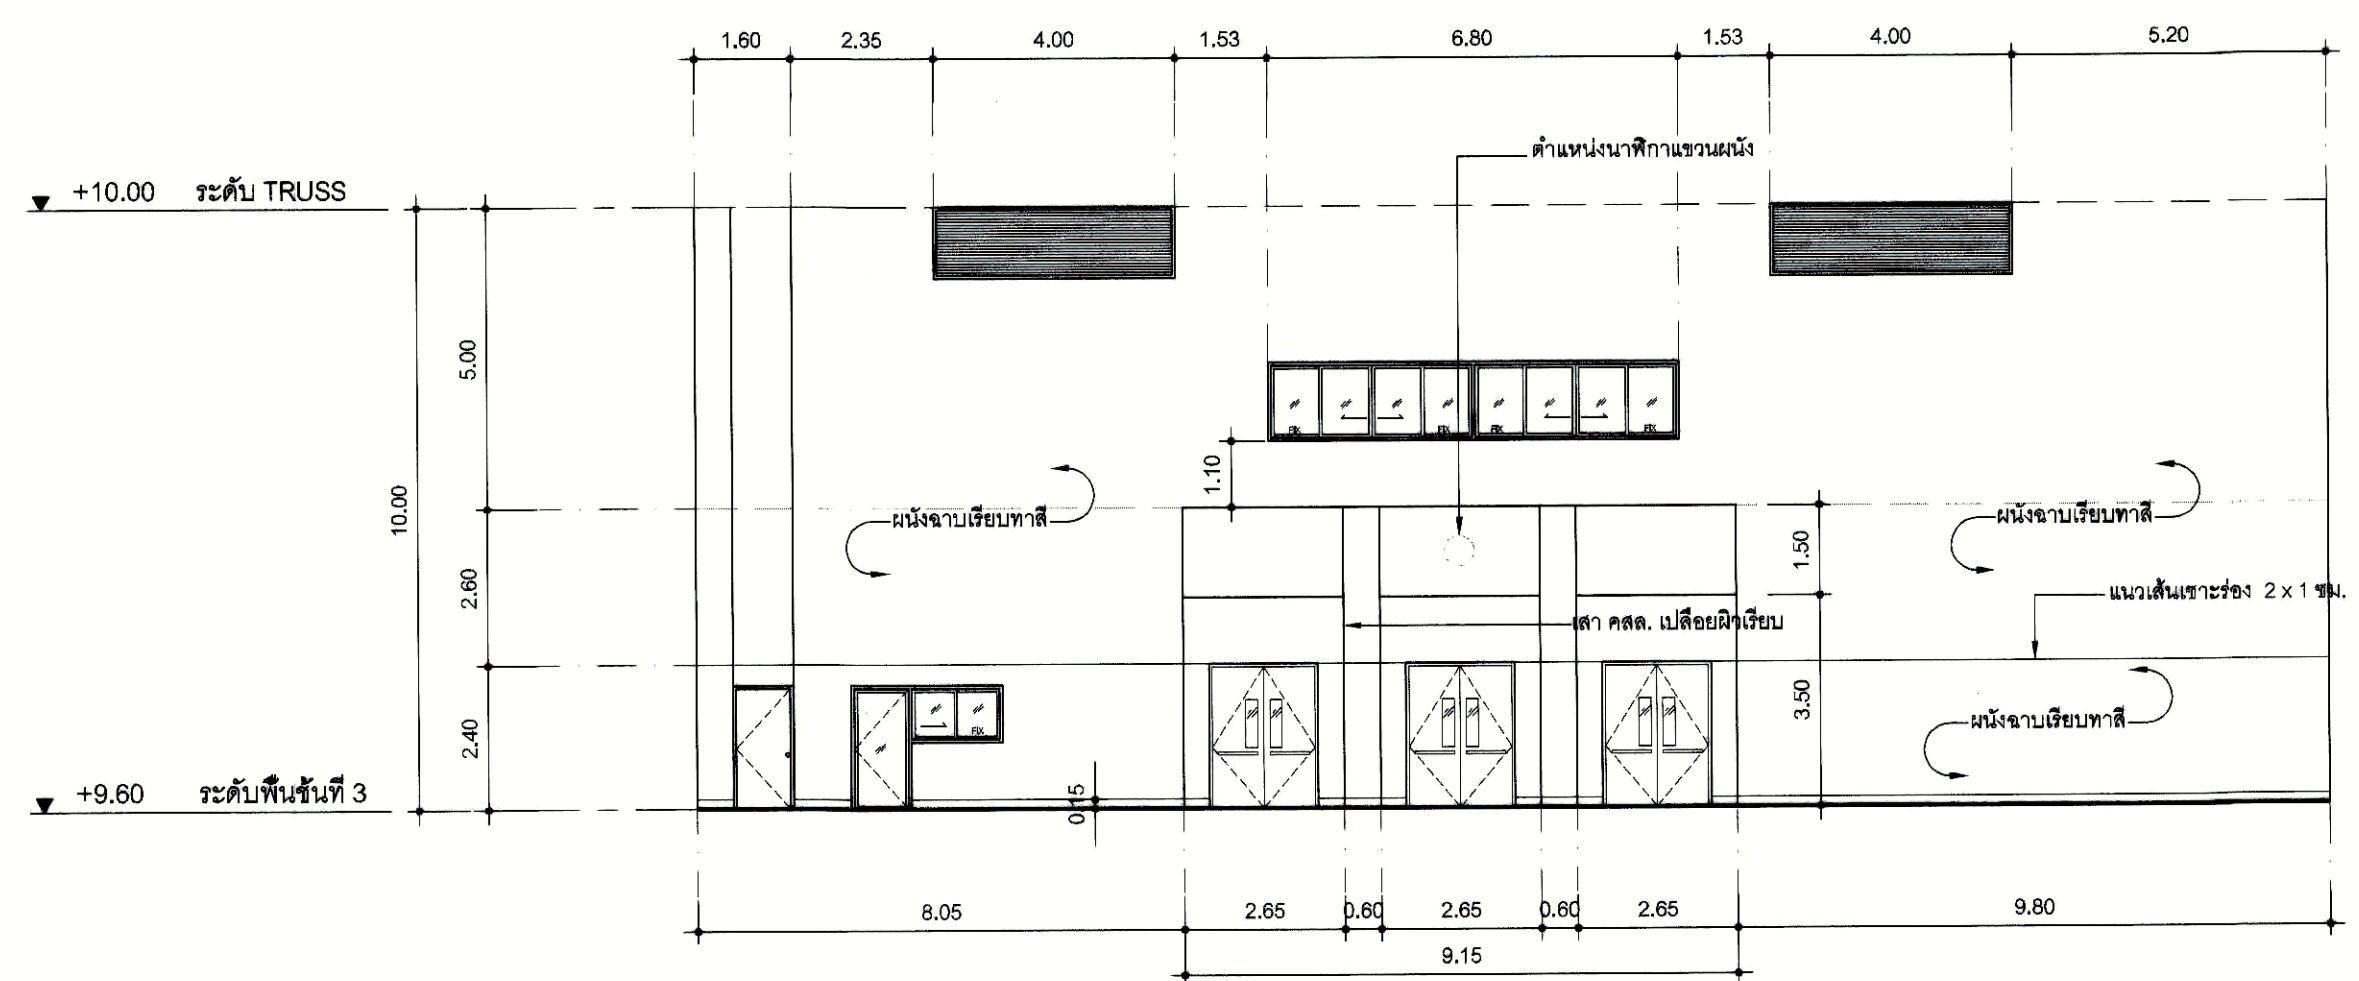 1.60 2.35 4.00 1.53 6.80 1.53 4.00 5.20
ตำแหน่งนาฬิกาแขวนผนัง
+10.00 ระดับ TRUSS
5.00
FIX FIX FIX FIX
1.10
10.00
ผนังฉาบเรียบทาสี
ผนังฉาบเรียบทาสี
1.50
2.60
แนวเส้นเซาะร่อง 2 x 1 ซม.
เสา คสล. เปลือยผิวเรียบ
3.50
ผนังฉาบเรียบทาสี
FIX
2.40
+9.60 ระดับพื้นชั้นที่ 3
0.15
8.05 2.65 0.60 2.65 0.60 2.65 9.80
9.15